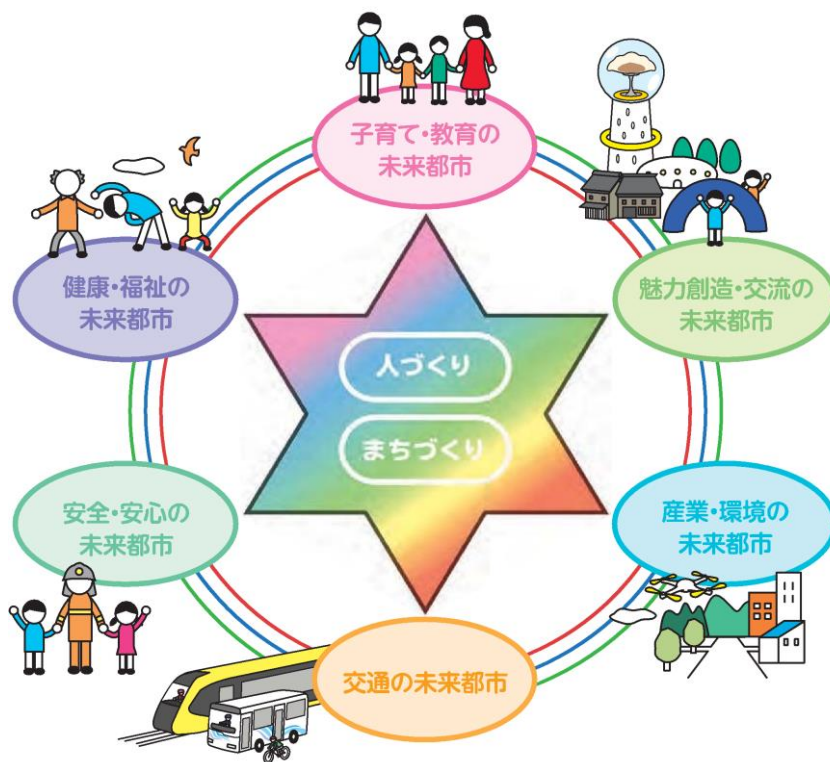 子育て・教育の
未来都市
健康・福祉の
未来都市
魅力創造・交流の
未来都市
人づくり
まちづくり
安全・安心の
未来都市
産業・環境の
未来都市
交通の未来都市